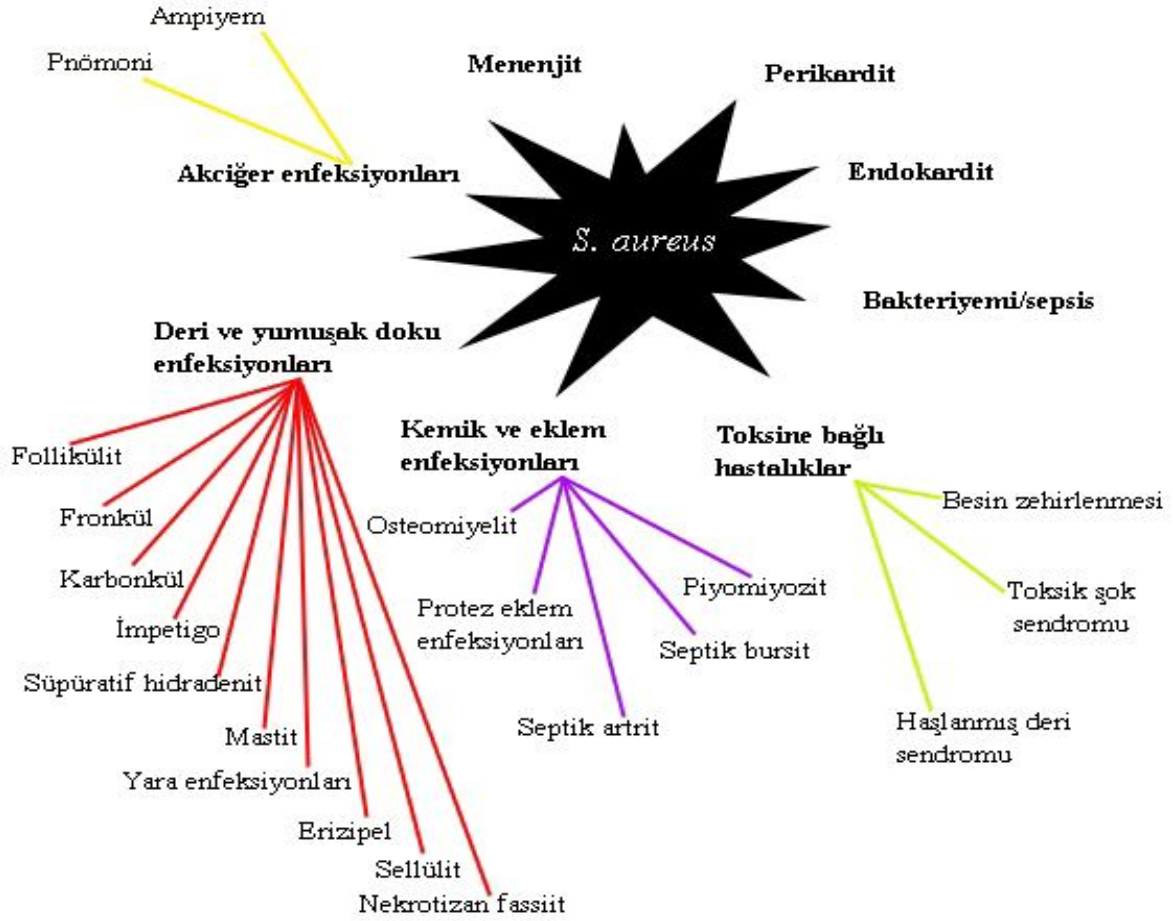 Ampiyem
Pnömoni
Menenjit
Perikardit
Akciğer enfeksiyonları
Endokardit
S. aureus
Bakteriyemi/sepsis
Deri ve yumuşak doku
enfeksiyonları
Kemik ve eklem
enfeksiyonları
Toksine bağlı
hastalıklar
Follikülit
Fronkül
Karbonkül
İmpetigo
Süpüratif hidradenit
Mastit
Yara enfeksiyonları
Erizipel
Sellülit
Nekrotizan fassiit
Osteomiyelit
Protez eklem
enfeksiyonları
Septik artrit
Septik bursit
Piyomiyozit
Besin zehirlenmesi
Toksik şok
sendromu
Haşlanmış deri
sendromu